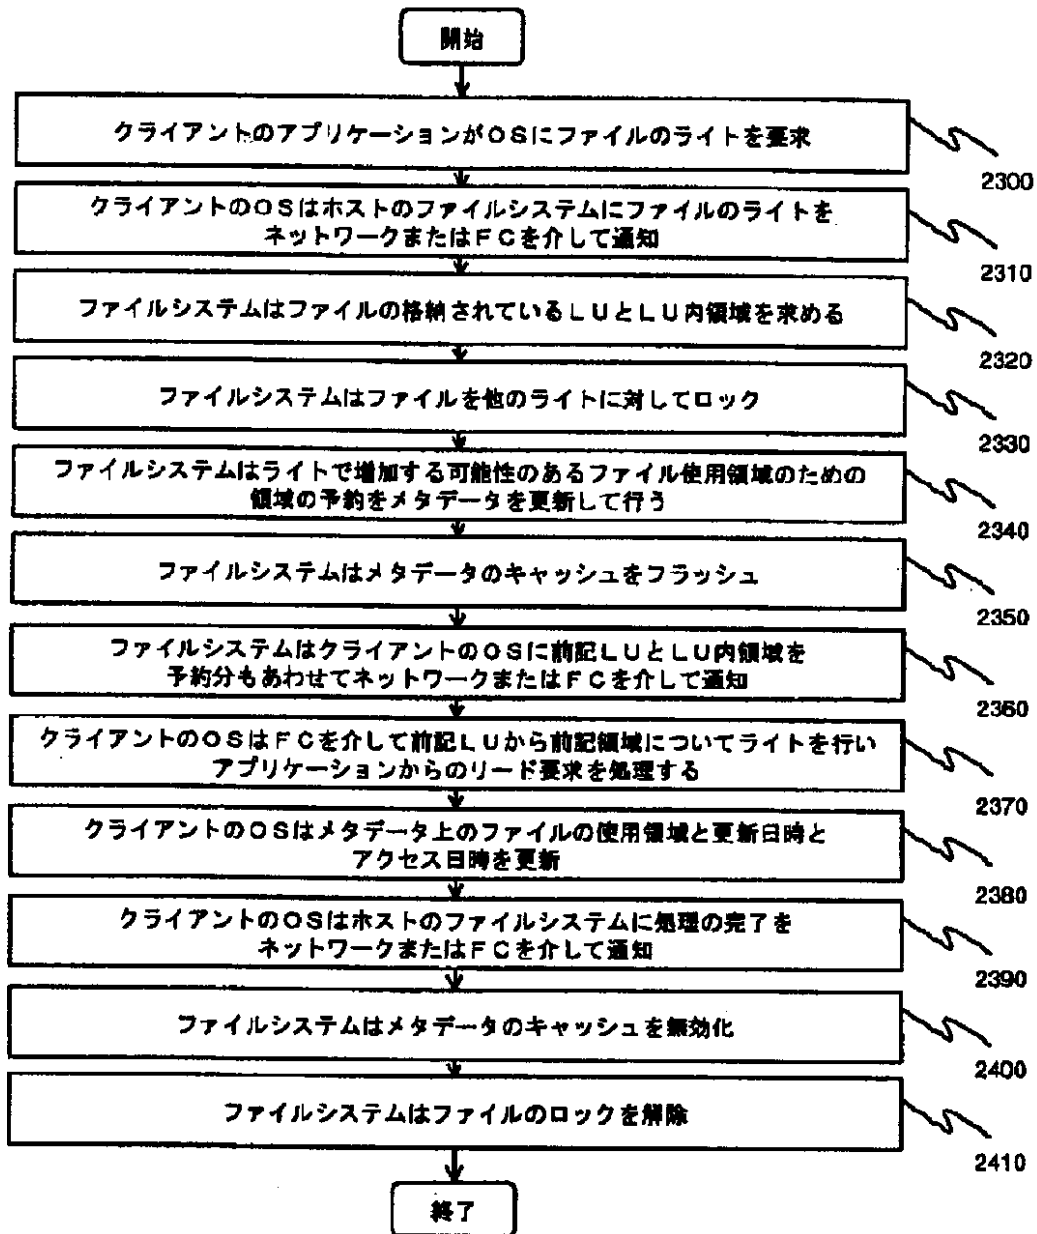 開始
クライアントのアプリケーションがOSにファイルのライトを要求
2300
クライアントのOSはホストのファイルシステムにファイルのライトを
ネットワークまたはFCを介して通知
2310
ファイルシステムはファイルの格納されているLUとLU内領域を求める
2320
ファイルシステムはファイルを他のライトに対してロック
2330
ファイルシステムはライトで増加する可能性のあるファイル使用領域のための
領域の予約をメタデータを更新して行う
2340
ファイルシステムはメタデータのキャッシュをフラッシュ
2350
ファイルシステムはクライアントのOSに前記LUとLU内領域を
予約分もあわせてネットワークまたはFCを介して通知
2360
クライアントのOSはFCを介して前記LUから前記領域についてライトを行い
アプリケーションからのリード要求を処理する
2370
クライアントのOSはメタデータ上のファイルの使用領域と更新日時と
アクセス日時を更新
2380
クライアントのOSはホストのファイルシステムに処理の完了を
ネットワークまたはFCを介して通知
2390
ファイルシステムはメタデータのキャッシュを無効化
2400
ファイルシステムはファイルのロックを解除
2410
終了